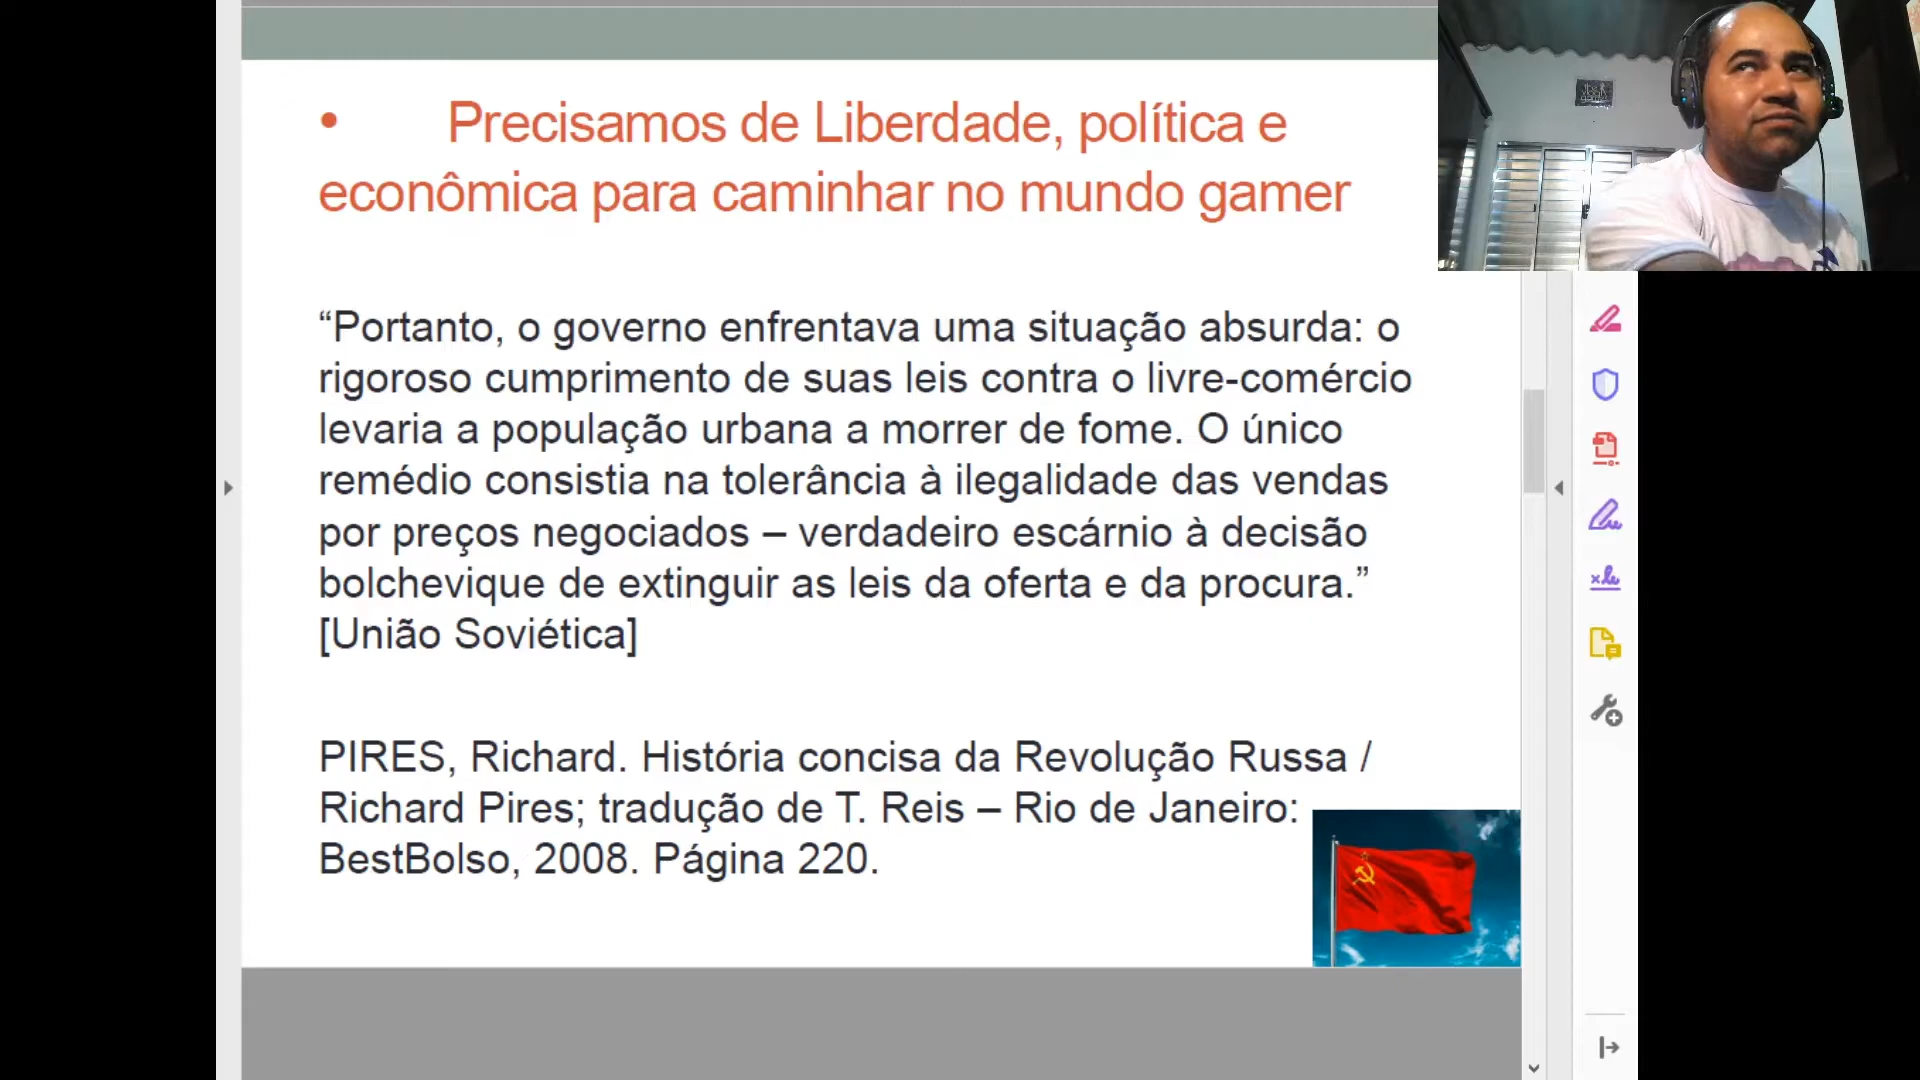 • Precisamos de Liberdade, política e
econômica para caminhar no mundo gamer
“Portanto, o governo enfrentava uma situação absurda: o
rigoroso cumprimento de suas leis contra o livre-comércio
levaria a população urbana a morrer de fome. O único
remédio consistia na tolerância à ilegalidade das vendas
por preços negociados – verdadeiro escárnio à decisão
bolchevique de extinguir as leis da oferta e da procura.”
[União Soviética]
PIRES, Richard. História concisa da Revolução Russa /
Richard Pires; tradução de T. Reis – Rio de Janeiro:
BestBolso, 2008. Página 220.